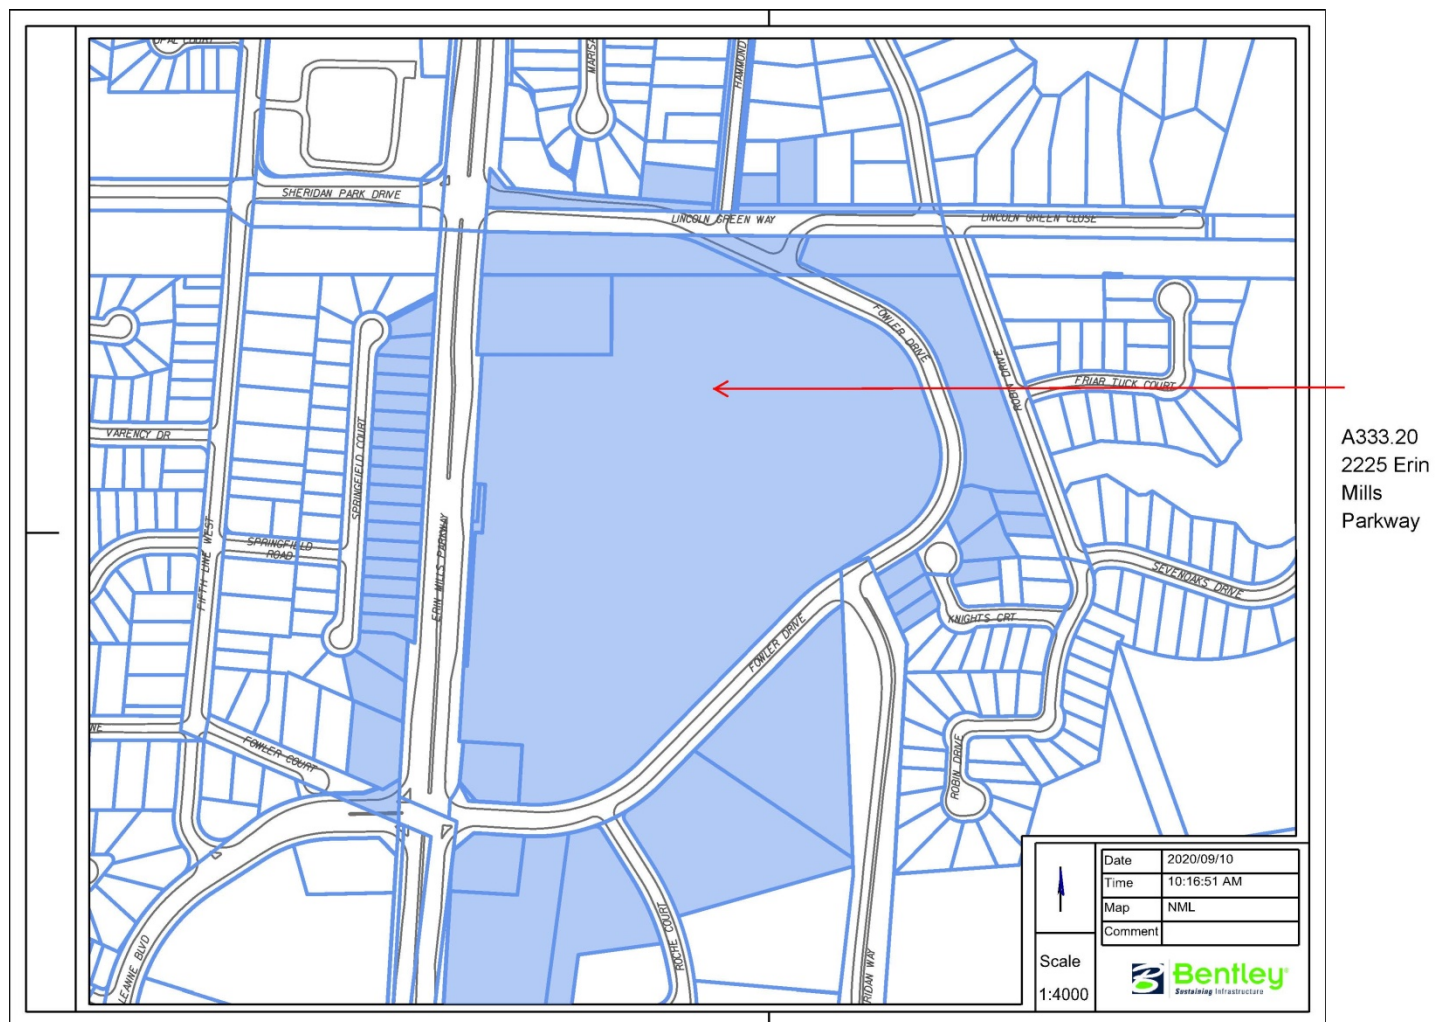 OPAL COURT
MARISA
HAMMOND
SHERIDAN PARK DRIVE
LINCOLN GREEN WAY
LINCOLN GREEN CLOSE
FOWLER DRIVE
ROBIN DRIVE
FRIAR TUCK COURT
VARENCY DR
SPRINGFIELD COURT
A333.20
2225 Erin
Mills
Parkway
FIFTH LINE WEST
SPRINGFIELD
ROAD
ERIN MILLS PARKWAY
SEVENOAKS DRIVE
KNIGHTS CRT
FOWLER DRIVE
NE
FOWLER COURT
ROBIN DRIVE
LEANNE BLVD
ROCHE COURT
RIDAN WAY
Date 2020/09/10
Time 10:16:51 AM
Map NML
Comment
Scale
1:4000
Bentley
Sustaining Infrastructure